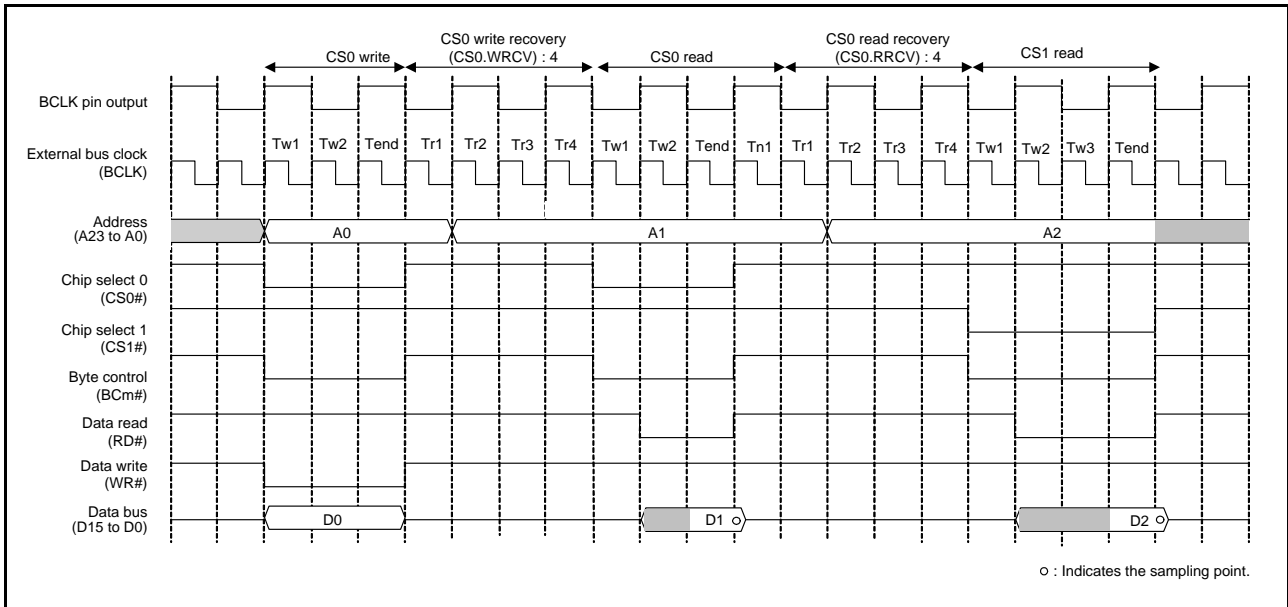 CS0 write
CS0 write recovery
(CS0.WRCV) : 4
CS0 read
CS0 read recovery
(CS0.RRCV) : 4
CS1 read
BCLK pin output
External bus clock
(BCLK)
Tw1 Tw2 Tend Tr1 Tr2 Tr3 Tr4 Tw1 Tw2 Tend Tn1 Tr1 Tr2 Tr3 Tr4 Tw1 Tw2 Tw3 Tend
Address
(A23 to A0)
A0 A1 A2
Chip select 0
(CS0#)
Chip select 1
(CS1#)
Byte control
(BCm#)
Data read
(RD#)
Data write
(WR#)
Data bus
(D15 to D0)
D0 D1 D2
: Indicates the sampling point.